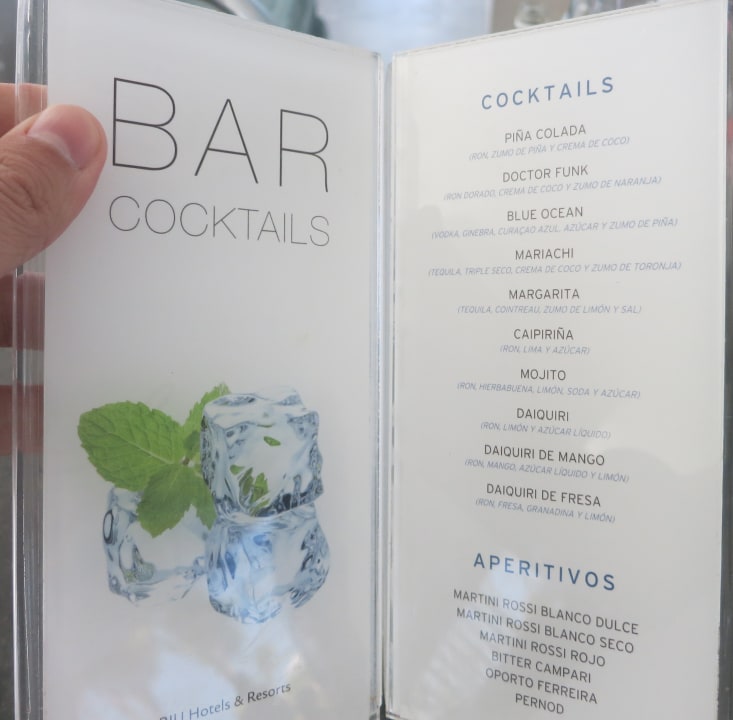 BAR
COCKTAILS
Hotels & Resorts
COCKTAILS
PIÑA COLADA
(RON, ZUMO DE PIÑA Y CREMA DE COCO)
DOCTOR FUNK
(RON DORADO, CREMA DE COCO Y ZUMO DE NARANJA)
BLUE OCEAN
(VODKA, GINEBRA, CURAÇAO AZUL, AZÚCAR Y ZUMO DE PIÑA)
MARIACHI
(TEQUILA, TRIPLE SECO, CREMA DE COCO Y ZUMO DE TORONJA)
MARGARITA
(TEQUILA, COINTREAU, ZUMO DE LIMÓN Y SAL)
CAIPIRIÑA
(RON, LIMA Y AZÚCAR)
MOJITO
(RON, HIERBABUENA, LIMÓN, SODA Y AZÚCAR)
DAIQUIRI
(RON, LIMÓN Y AZÚCAR LÍQUIDO)
DAIQUIRI DE MANGO
(RON, MANGO, AZÚCAR LÍQUIDO Y LIMÓN)
DAIQUIRI DE FRESA
(RON, FRESA, GRANADINA Y LIMÓN)
APERITIVOS
MARTINI ROSSI BLANCO DULCE
MARTINI ROSSI BLANCO SECO
MARTINI ROSSI ROJO
BITTER CAMPARI
OPORTO FERREIRA
PERNOD